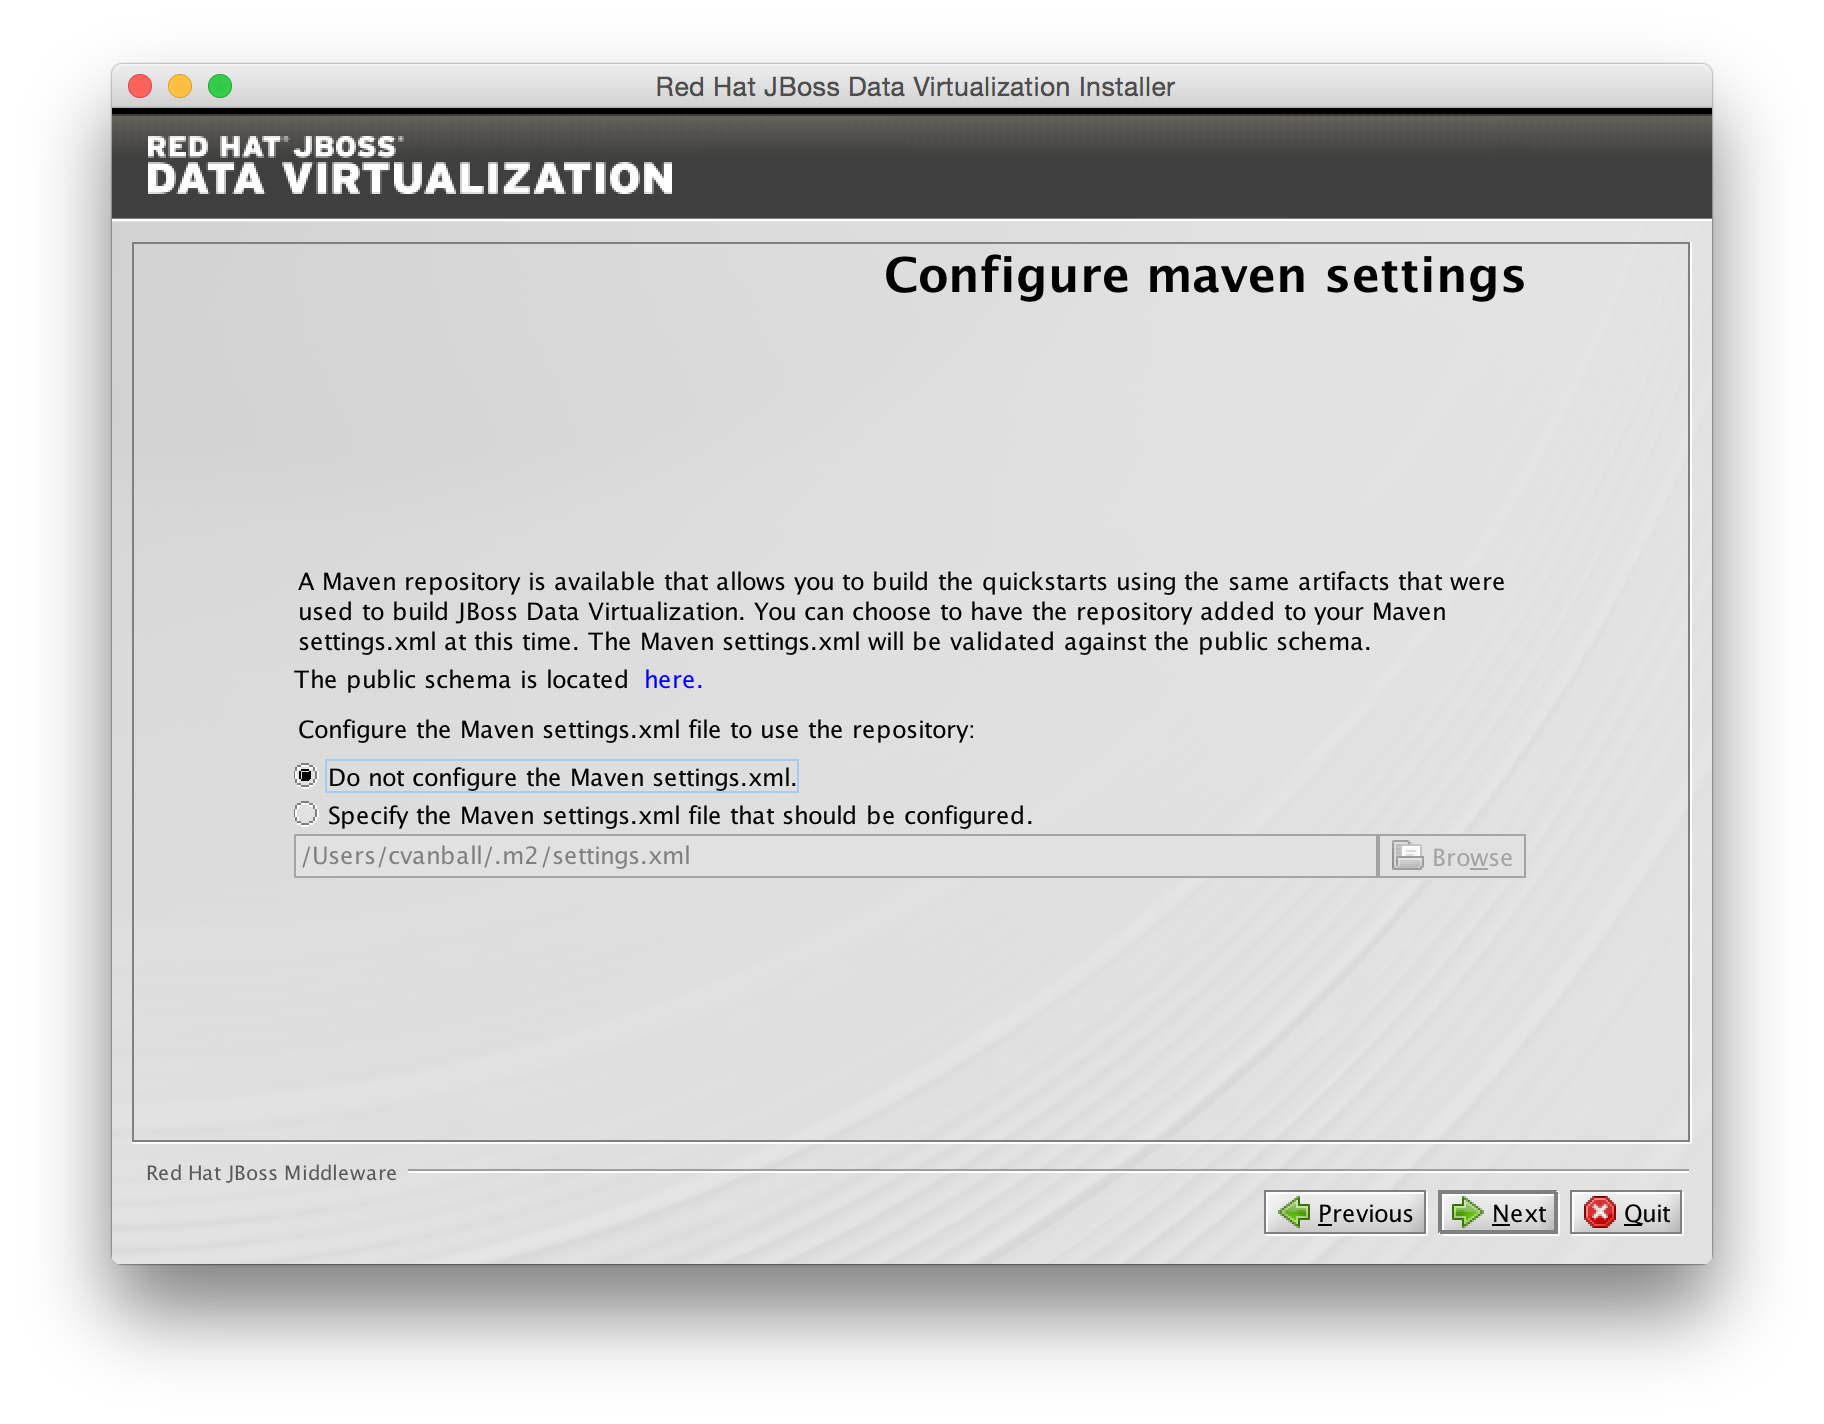 Red Hat JBoss Data Virtualization Installer
RED HAT® JBOSS®
DATA VIRTUALIZATION
Configure maven settings
A Maven repository is available that allows you to build the quickstarts using the same artifacts that were
used to build JBoss Data Virtualization. You can choose to have the repository added to your Maven
settings.xml at this time. The Maven settings.xml will be validated against the public schema.
The public schema is located here.
Configure the Maven settings.xml file to use the repository:
Do not configure the Maven settings.xml.
Specify the Maven settings.xml file that should be configured.
/Users/cvanball/.m2/settings.xml Browse
Red Hat JBoss Middleware
Previous Next Quit